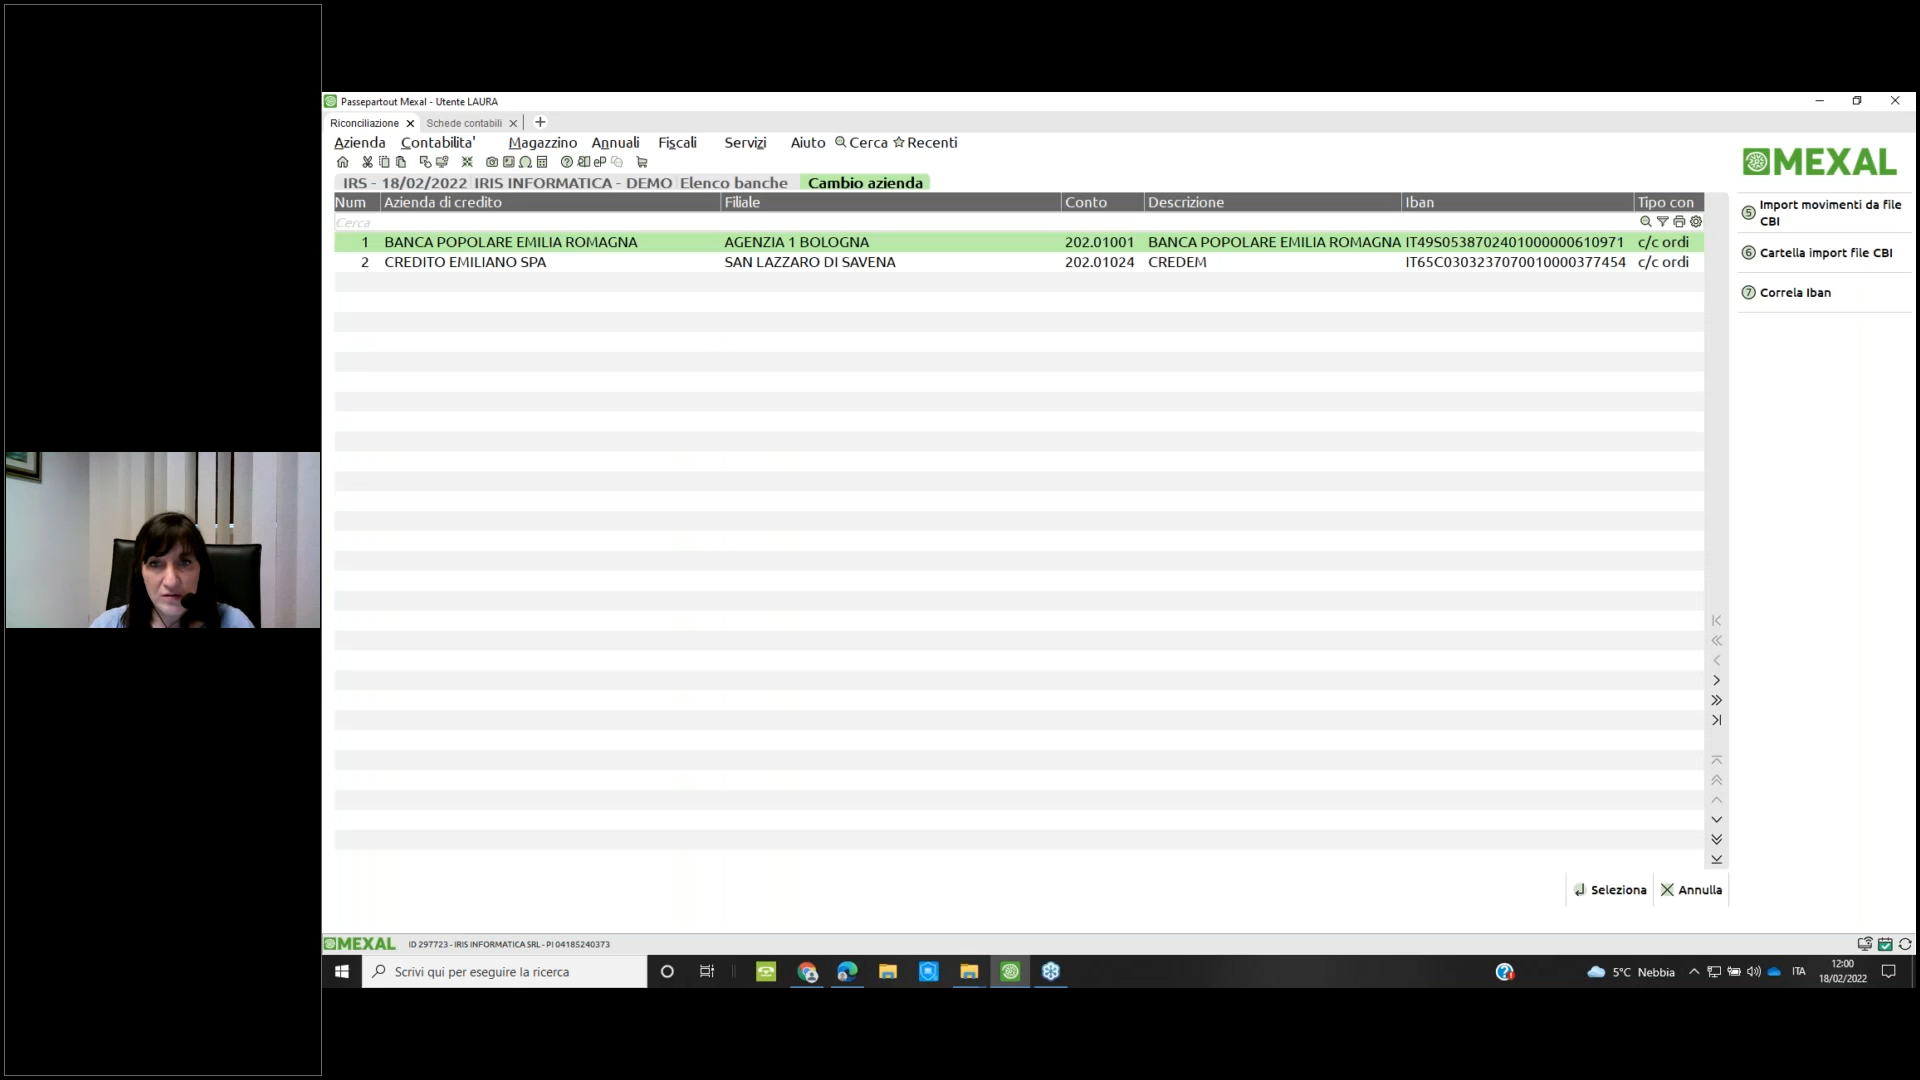 Passepartout Mexal - Utente LAURA
Riconciliazione
Schede contabili
Azienda Contabilita' Magazzino Annuali Fiscali Servizi Aiuto Cerca Recenti
IRS - 18/02/2022 IRIS INFORMATICA - DEMO Elenco banche Cambio azienda
Num Azienda di credito Filiale Conto Descrizione Iban Tipo con
Cerca
1 BANCA POPOLARE EMILIA ROMAGNA AGENZIA 1 BOLOGNA 202.01001 BANCA POPOLARE EMILIA ROMAGNA IT49S0538702401000000610971 c/c ordi
2 CREDITO EMILIANO SPA SAN LAZZARO DI SAVENA 202.01024 CREDEM IT65C0303237070010000377454 c/c ordi
MEXAL
5 Import movimenti da file
CBI
6 Cartella import file CBI
7 Correla Iban
Seleziona Annulla
MEXAL ID 297723 - IRIS INFORMATICA SRL - PI 04185240373
Scrivi qui per eseguire la ricerca
5°C Nebbia
ITA
12:00
18/02/2022